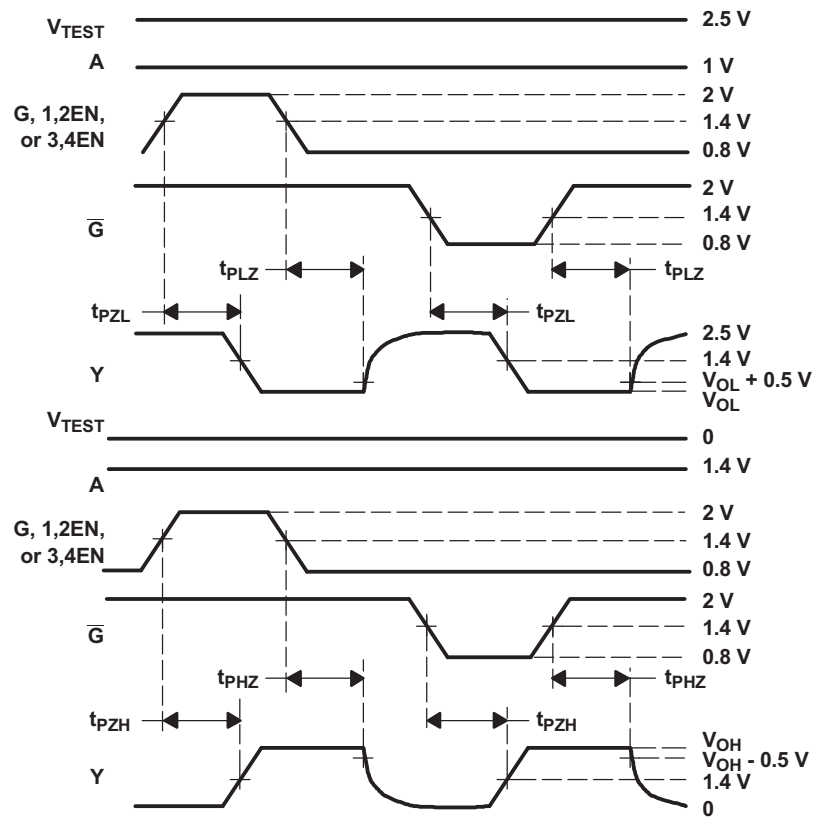 VTEST 2.5 V
A 1 V
2 V
G, 1,2EN, 1.4 V
or 3,4EN 0.8 V
2 V
G̅ 1.4 V
0.8 V
tPLZ tPLZ
tPZL tPZL
2.5 V
1.4 V
Y VOL + 0.5 V
VOL
VTEST 0
A 1.4 V
2 V
G, 1,2EN, 1.4 V
or 3,4EN 0.8 V
2 V
G̅ 1.4 V
0.8 V
tPHZ tPHZ
tPZH tPZH
VOH
VOH - 0.5 V
Y 1.4 V
0